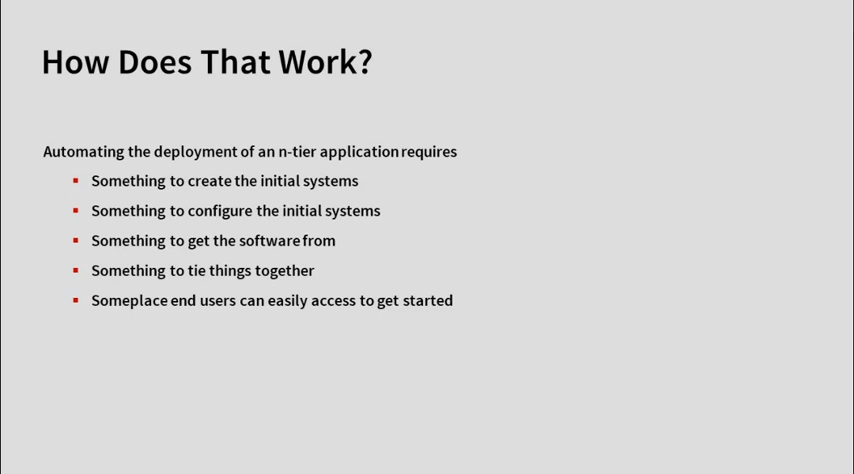 How Does That Work?
Automating the deployment of an n-tier application requires
Something to create the initial systems
Something to configure the initial systems
Something to get the software from
Something to tie things together
Someplace end users can easily access to get started